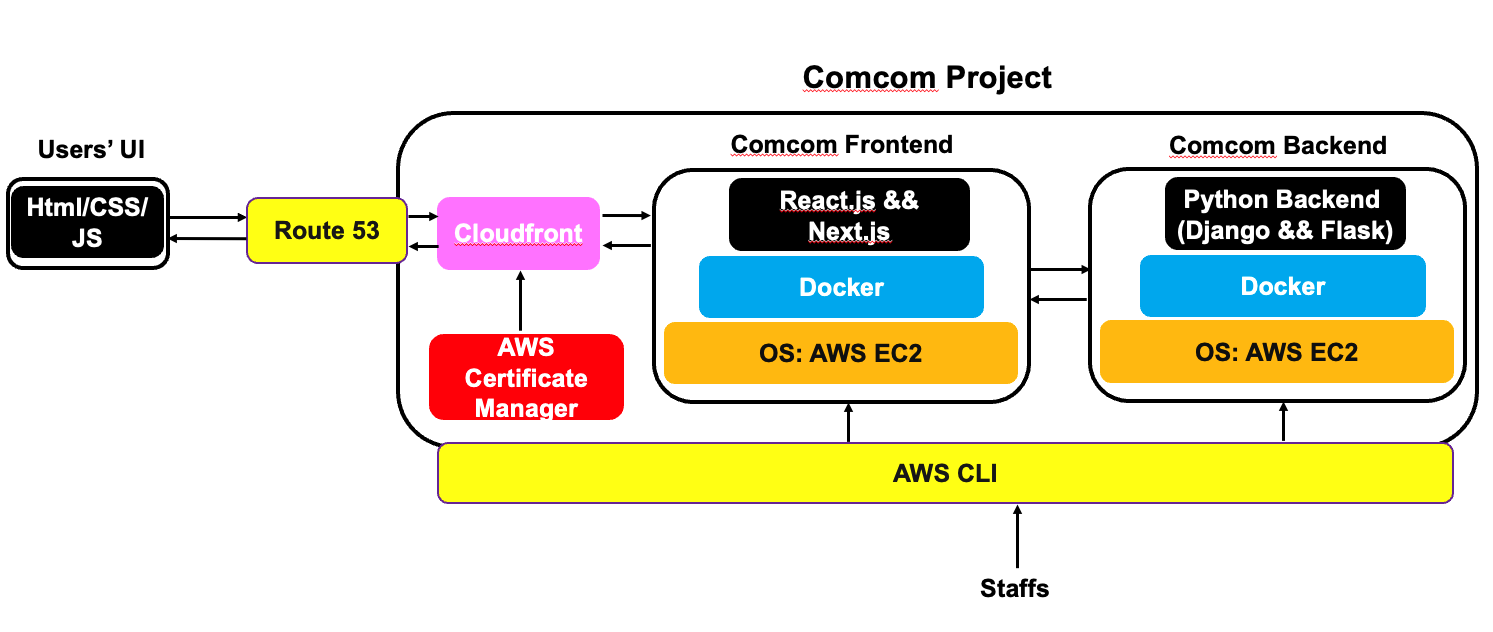 Comcom Project
Users’ UI
Html/CSS/
JS
Route 53
Cloudfront
AWS
Certificate
Manager
Comcom Frontend
React.js &&
Next.js
Docker
OS: AWS EC2
Comcom Backend
Python Backend
(Django && Flask)
Docker
OS: AWS EC2
AWS CLI
Staffs